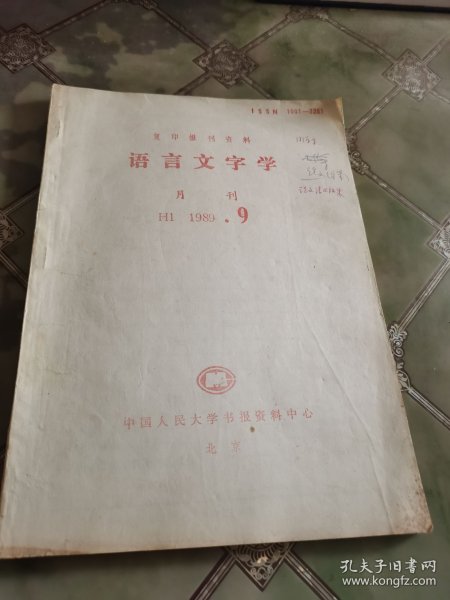 ISSN 1001—3283
复印报刊资料
语言文字学
月刊
H1 1989.9
中国人民大学书报资料中心
北京
孔夫子旧书网
www.kongfz.com